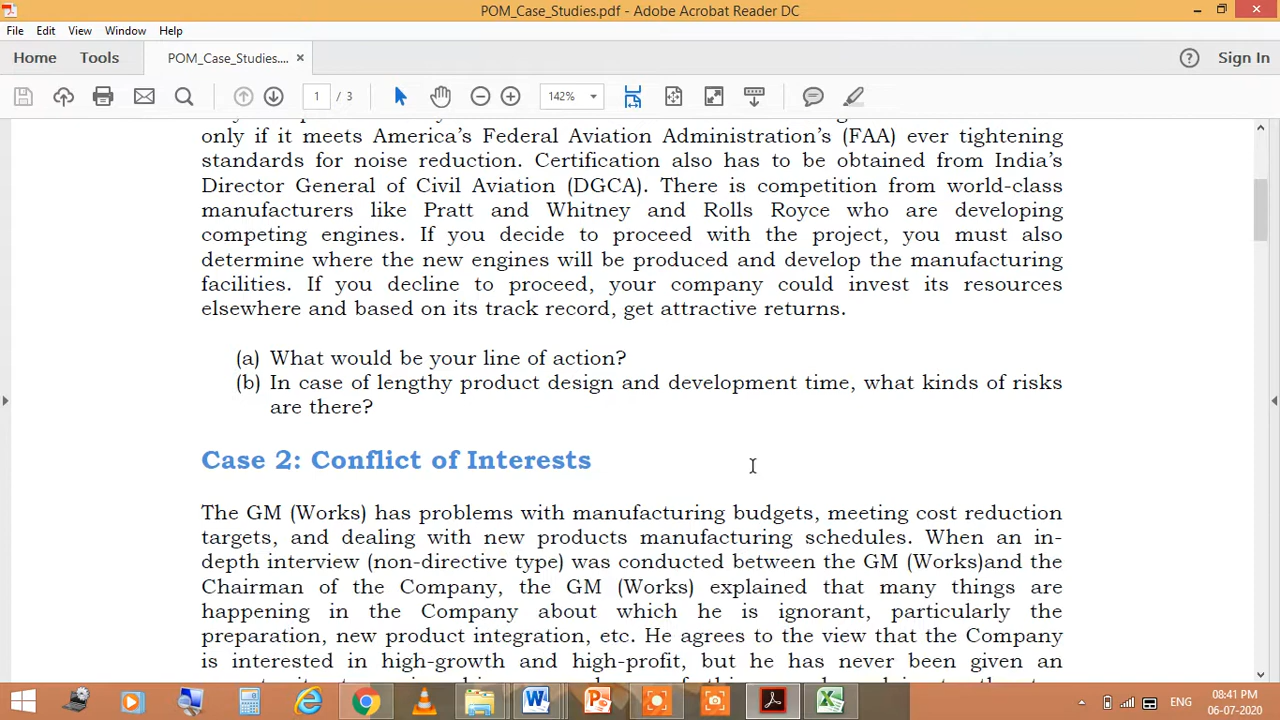 POM_Case_Studies.pdf - Adobe Acrobat Reader DC
File Edit View Window Help
Home Tools POM_Case_Studies.... × Sign In
1 / 3 142%
only if it meets America's Federal Aviation Administration's (FAA) ever tightening
standards for noise reduction. Certification also has to be obtained from India's
Director General of Civil Aviation (DGCA). There is competition from world-class
manufacturers like Pratt and Whitney and Rolls Royce who are developing
competing engines. If you decide to proceed with the project, you must also
determine where the new engines will be produced and develop the manufacturing
facilities. If you decline to proceed, your company could invest its resources
elsewhere and based on its track record, get attractive returns.
(a) What would be your line of action?
(b) In case of lengthy product design and development time, what kinds of risks
are there?
Case 2: Conflict of Interests
The GM (Works) has problems with manufacturing budgets, meeting cost reduction
targets, and dealing with new products manufacturing schedules. When an in-
depth interview (non-directive type) was conducted between the GM (Works)and the
Chairman of the Company, the GM (Works) explained that many things are
happening in the Company about which he is ignorant, particularly the
preparation, new product integration, etc. He agrees to the view that the Company
is interested in high-growth and high-profit, but he has never been given an
ENG 08:41 PM
06-07-2020